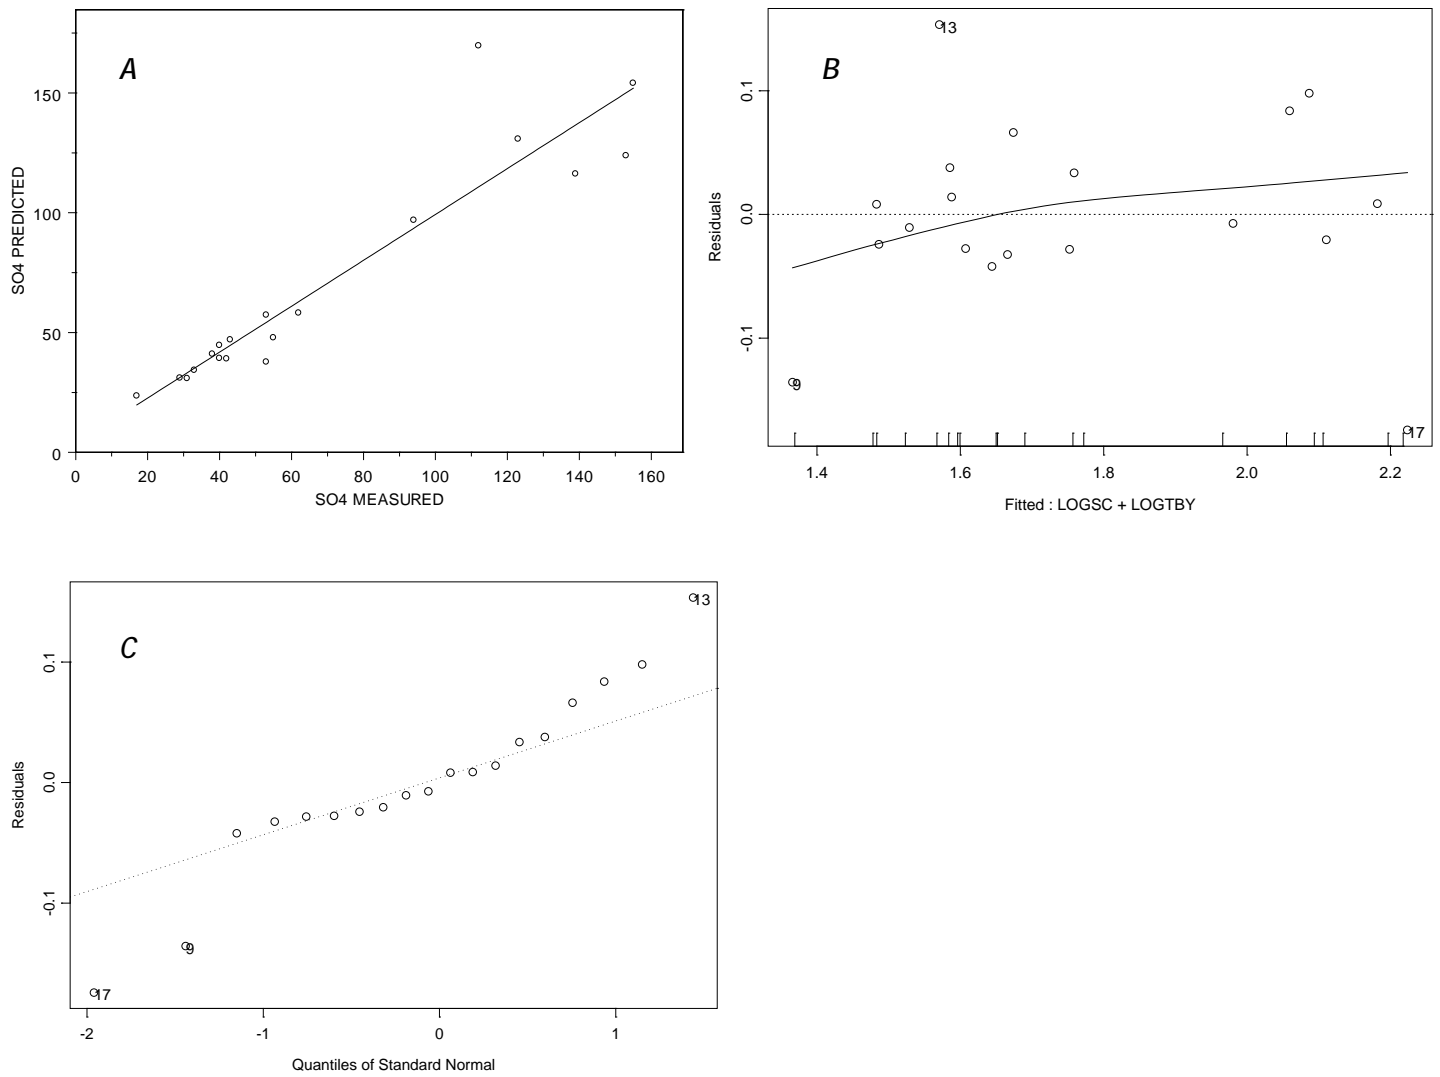 A
150
100
50
0
SO4 PREDICTED
0 20 40 60 80 100 120 140 160
SO4 MEASURED
B
13
9
17
0.1
0.0
-0.1
Residuals
1.4 1.6 1.8 2.0 2.2
Fitted : LOGSC + LOGTBY
C
13
9
17
0.1
0.0
-0.1
Residuals
-2 -1 0 1
Quantiles of Standard Normal